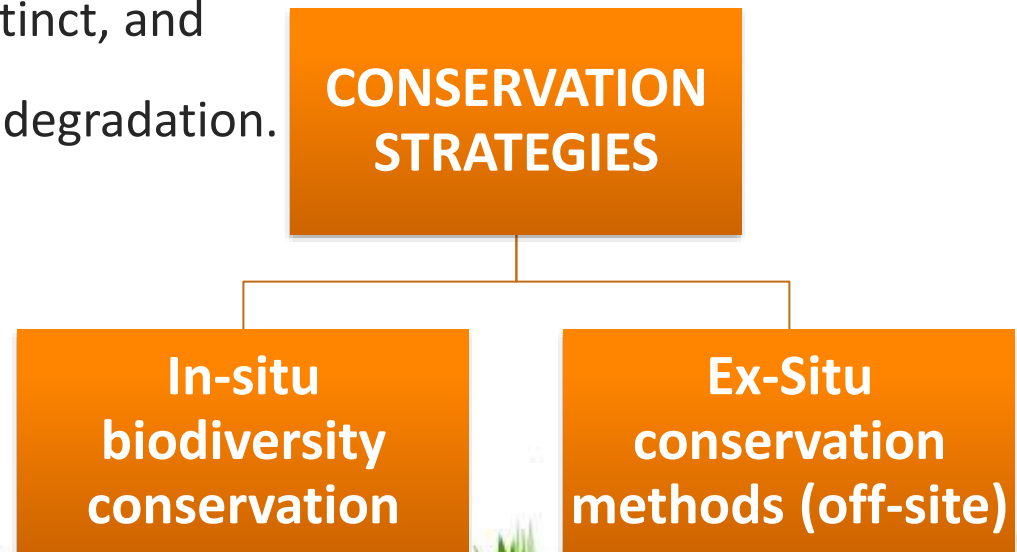 tinct, and
degradation.
CONSERVATION
STRATEGIES
In-situ
biodiversity
conservation
Ex-Situ
conservation
methods (off-site)